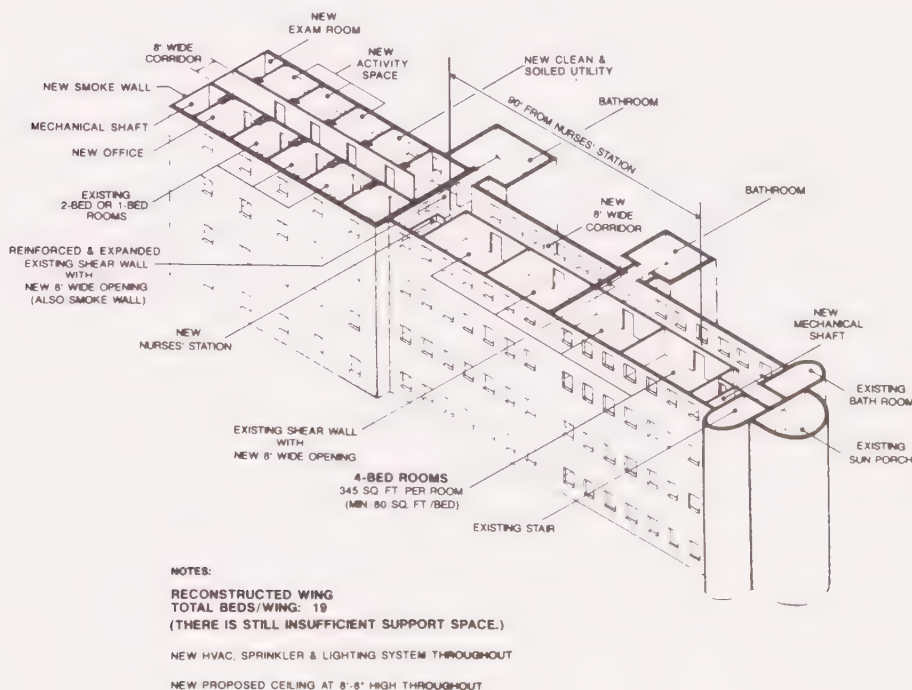 NEW
EXAM ROOM
8' WIDE
CORRIDOR
NEW
ACTIVITY
SPACE
NEW CLEAN &
SOILED UTILITY
NEW SMOKE WALL
BATHROOM
90' FROM NURSES' STATION
MECHANICAL SHAFT
NEW OFFICE
BATHROOM
EXISTING
2-BED OR 1-BED
ROOMS
NEW
8' WIDE
CORRIDOR
REINFORCED & EXPANDED
EXISTING SHEAR WALL
WITH
NEW 8' WIDE OPENING
(ALSO SMOKE WALL)
NEW
MECHANICAL
SHAFT
NEW
NURSES' STATION
EXISTING
BATH ROOM
EXISTING SHEAR WALL
WITH
NEW 8' WIDE OPENING
EXISTING
SUN PORCH
4-BED ROOMS
345 SQ FT PER ROOM
(MIN 80 SQ. FT /BED)
EXISTING STAIR
NOTES:
RECONSTRUCTED WING
TOTAL BEDS/WING: 19
(THERE IS STILL INSUFFICIENT SUPPORT SPACE.)
NEW HVAC, SPRINKLER & LIGHTING SYSTEM THROUGHOUT
NEW PROPOSED CEILING AT 8'-6" HIGH THROUGHOUT